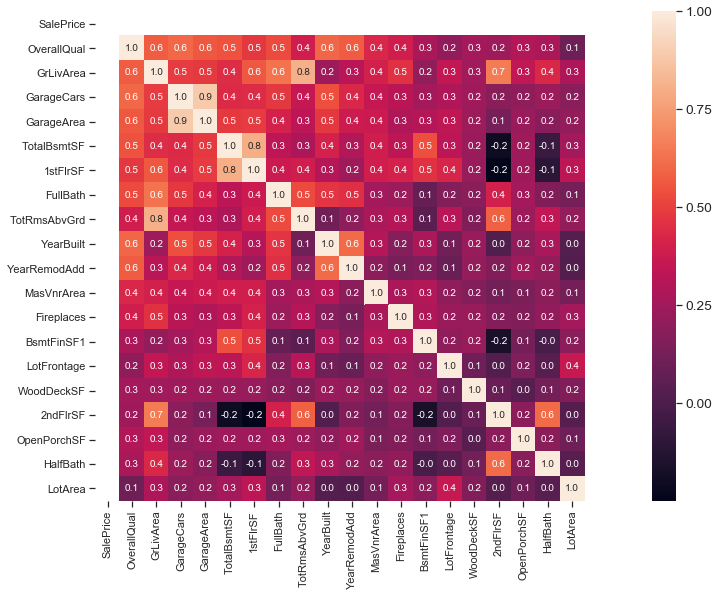 SalePrice
OverallQual 1.0 0.6 0.6 0.6 0.5 0.5 0.5 0.4 0.6 0.6 0.4 0.4 0.3 0.2 0.3 0.2 0.3 0.3 0.1
GrLivArea 0.6 1.0 0.5 0.5 0.4 0.6 0.6 0.8 0.2 0.3 0.4 0.5 0.2 0.3 0.3 0.7 0.3 0.4 0.3
GarageCars 0.6 0.5 1.0 0.9 0.4 0.4 0.5 0.4 0.5 0.4 0.4 0.3 0.3 0.3 0.2 0.2 0.2 0.2 0.2
GarageArea 0.6 0.5 0.9 1.0 0.5 0.5 0.4 0.3 0.5 0.4 0.4 0.3 0.3 0.3 0.2 0.1 0.2 0.2 0.2
TotalBsmtSF 0.5 0.4 0.4 0.5 1.0 0.8 0.3 0.3 0.4 0.3 0.4 0.3 0.5 0.3 0.2 -0.2 0.2 -0.1 0.3
1stFlrSF 0.5 0.6 0.4 0.5 0.8 1.0 0.4 0.4 0.3 0.2 0.4 0.4 0.5 0.4 0.2 -0.2 0.2 -0.1 0.3
FullBath 0.5 0.6 0.5 0.4 0.3 0.4 1.0 0.5 0.5 0.5 0.3 0.2 0.1 0.2 0.2 0.4 0.3 0.2 0.1
TotRmsAbvGrd 0.4 0.8 0.4 0.3 0.3 0.4 0.5 1.0 0.1 0.2 0.3 0.3 0.1 0.3 0.2 0.6 0.2 0.3 0.2
YearBuilt 0.6 0.2 0.5 0.5 0.4 0.3 0.5 0.1 1.0 0.6 0.3 0.2 0.3 0.1 0.2 0.0 0.2 0.3 0.0
YearRemodAdd 0.6 0.3 0.4 0.4 0.3 0.2 0.5 0.2 0.6 1.0 0.2 0.1 0.2 0.1 0.2 0.2 0.2 0.2 0.0
MasVnrArea 0.4 0.4 0.4 0.4 0.4 0.4 0.3 0.3 0.3 0.2 1.0 0.3 0.3 0.2 0.2 0.2 0.1 0.2 0.1
Fireplaces 0.4 0.5 0.3 0.3 0.3 0.4 0.2 0.3 0.2 0.1 0.3 1.0 0.3 0.3 0.2 0.2 0.2 0.2 0.3
BsmtFinSF1 0.3 0.2 0.3 0.3 0.5 0.5 0.1 0.1 0.3 0.2 0.3 0.3 1.0 0.2 0.2 -0.2 0.1 -0.0 0.2
LotFrontage 0.2 0.3 0.3 0.3 0.3 0.4 0.2 0.3 0.1 0.1 0.2 0.2 0.2 1.0 0.1 0.0 0.2 0.0 0.4
WoodDeckSF 0.3 0.3 0.2 0.2 0.2 0.2 0.2 0.2 0.2 0.2 0.2 0.2 0.2 0.1 1.0 0.1 0.0 0.1 0.2
2ndFlrSF 0.2 0.7 0.2 0.1 -0.2 -0.2 0.4 0.6 0.0 0.2 0.1 0.2 -0.2 0.0 0.1 1.0 0.2 0.6 0.0
OpenPorchSF 0.3 0.3 0.2 0.2 0.2 0.2 0.3 0.2 0.2 0.2 0.1 0.2 0.1 0.2 0.0 0.2 1.0 0.2 0.1
HalfBath 0.3 0.4 0.2 0.2 -0.1 -0.1 0.2 0.3 0.3 0.2 0.2 0.2 -0.0 0.0 0.1 0.6 0.2 1.0 0.0
LotArea 0.1 0.3 0.2 0.2 0.3 0.3 0.1 0.2 0.0 0.0 0.1 0.3 0.2 0.4 0.2 0.0 0.1 0.0 1.0
SalePrice
OverallQual
GrLivArea
GarageCars
GarageArea
TotalBsmtSF
1stFlrSF
FullBath
TotRmsAbvGrd
YearBuilt
YearRemodAdd
MasVnrArea
Fireplaces
BsmtFinSF1
LotFrontage
WoodDeckSF
2ndFlrSF
OpenPorchSF
HalfBath
LotArea
1.00
0.75
0.50
0.25
0.00